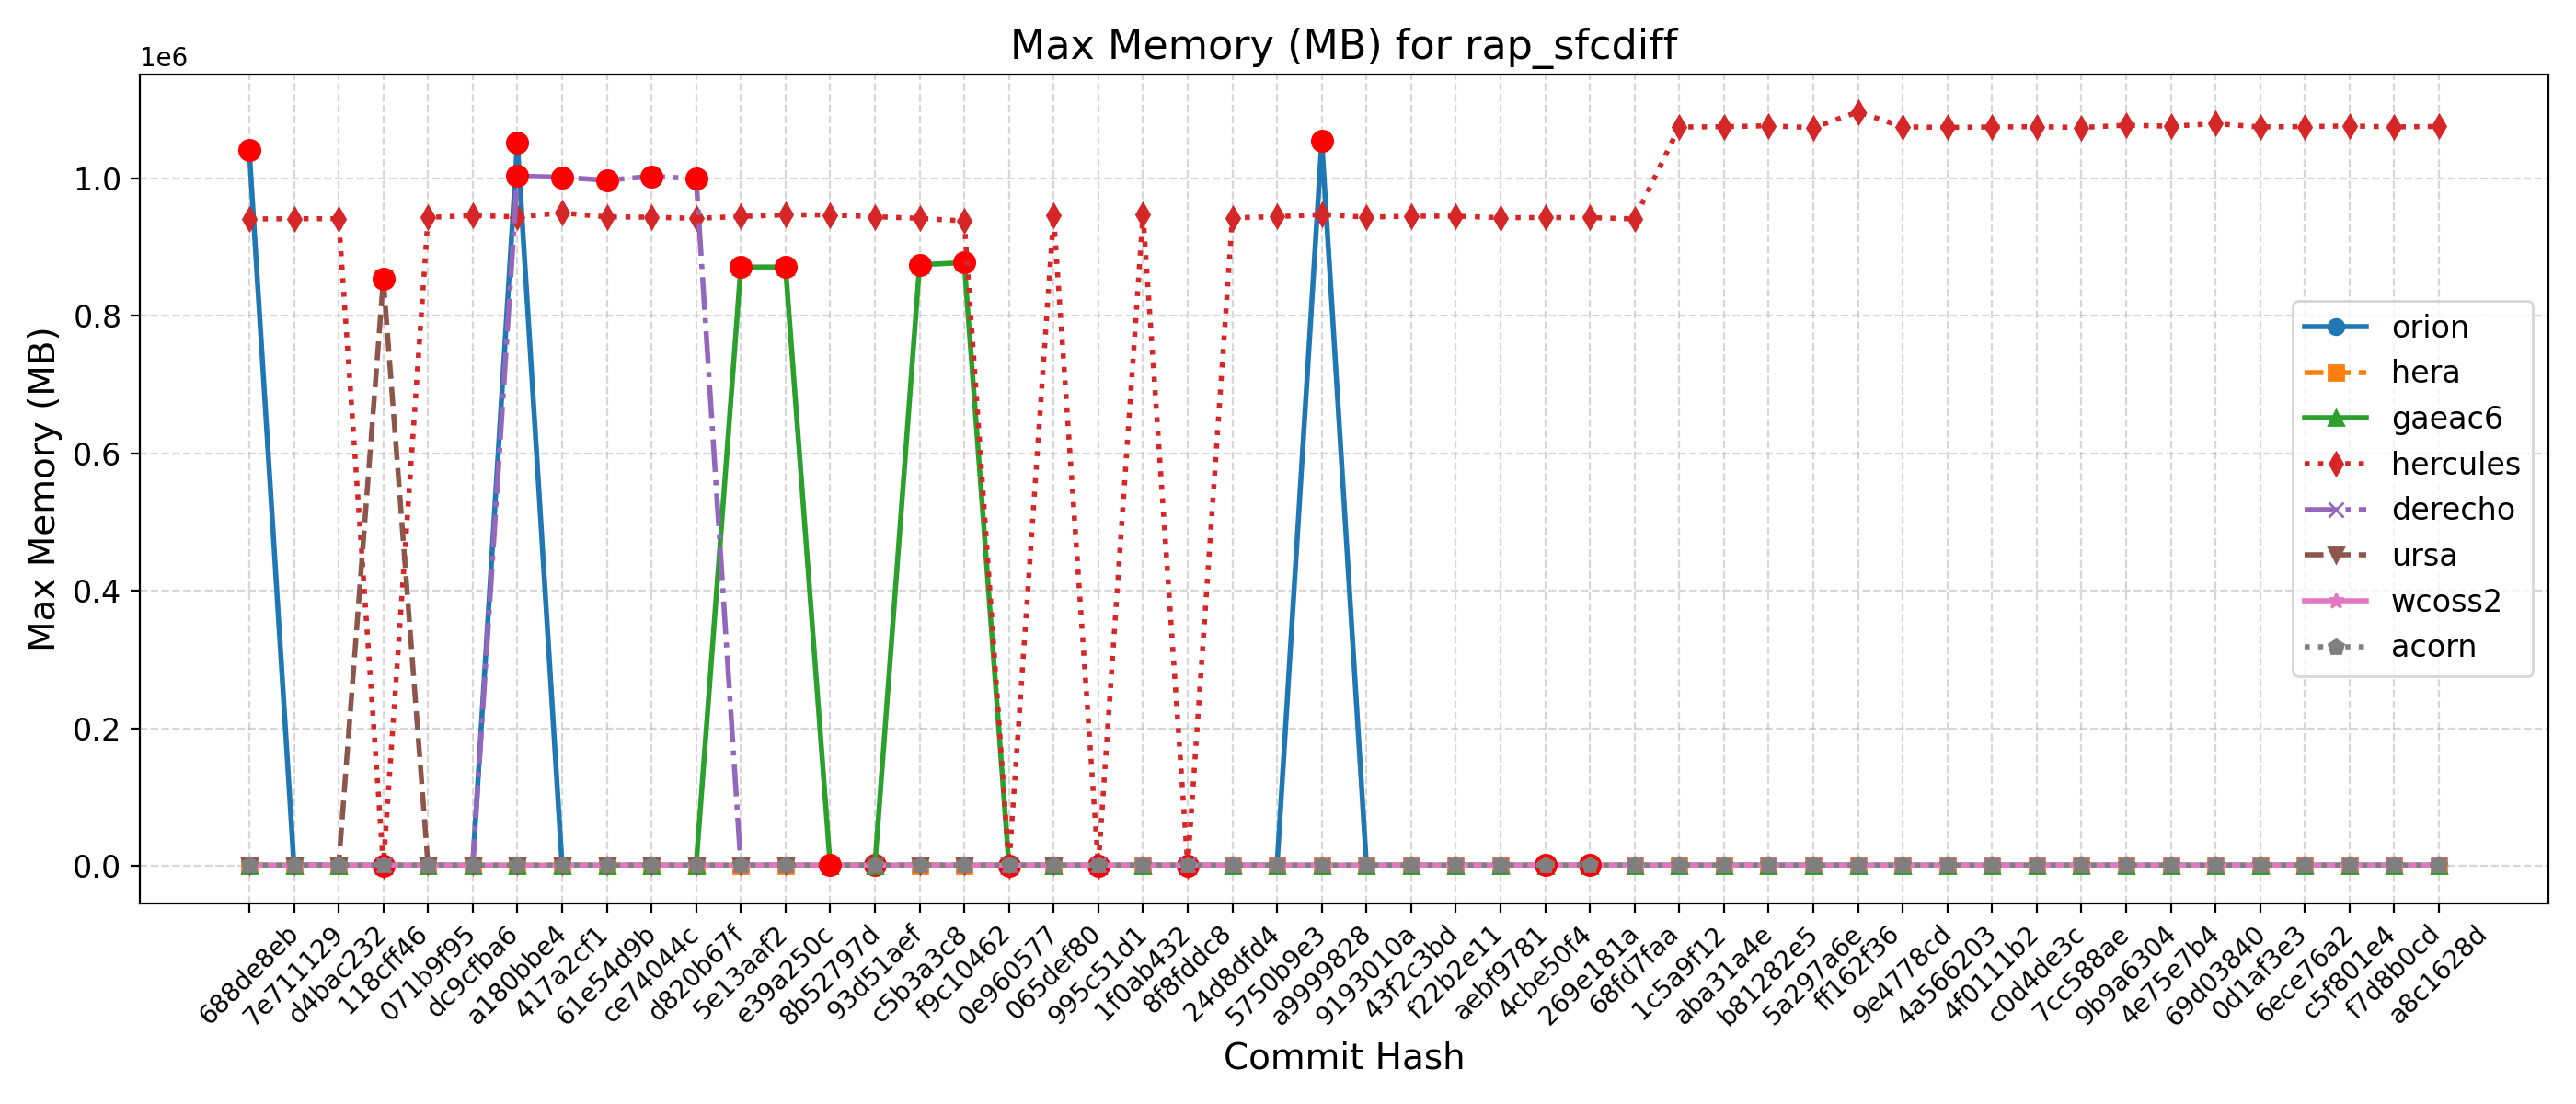 Max Memory (MB) for rap_sfcdiff
1e6
1.0
0.8
0.6
0.4
0.2
0.0
Max Memory (MB)
orion
hera
gaeac6
hercules
derecho
ursa
wcoss2
acorn
688de8eb
7e711129
d4bac232
118cff46
071b9f95
dc9cfba6
a180bbe4
417a2cf1
61e54d9b
ce74044c
d820b67f
5e13aaf2
e39a250c
8b52797d
93d51aef
c5b3a3c8
f9c10462
0e960577
065def80
995c51d1
1f0ab432
8f8fddc8
24d8dfd4
5750b9e3
a9999828
9193010a
43f2c3bd
f22b2e11
aebf9781
4cbe50f4
269e181a
68fd7faa
1c5a9f12
aba31a4e
b81282e5
5a297a6e
ff162f36
9e4778cd
4a566203
4f0111b2
c0d4de3c
7cc588ae
9b9a6304
4e75e7b4
69d03840
0d1af3e3
6ece76a2
c5f801e4
f7d8b0cd
a8c1628d
Commit Hash